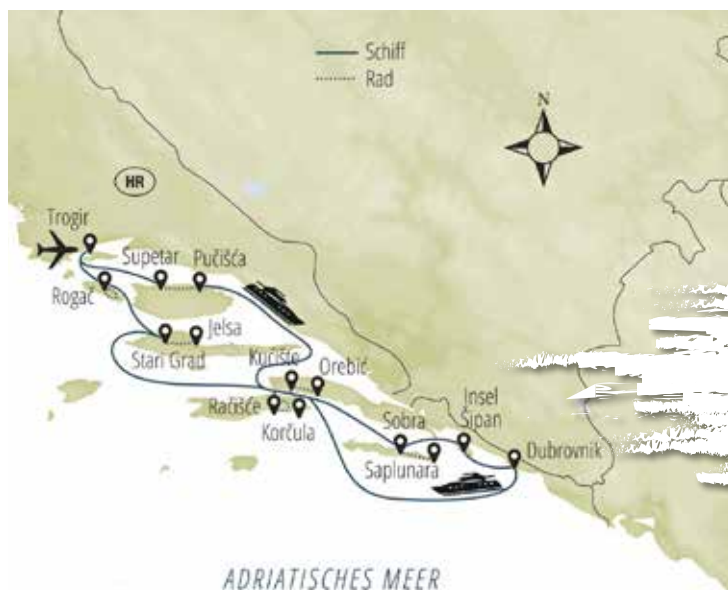 Schiff
Rad
N
HR
Trogir
Supetar
Pučišća
Rogač
Jelsa
Stari Grad
Kučište
Orebić
Račišće
Korčula
Sobra
Insel
Šipan
Saplunara
Dubrovnik
ADRIATISCHES MEER